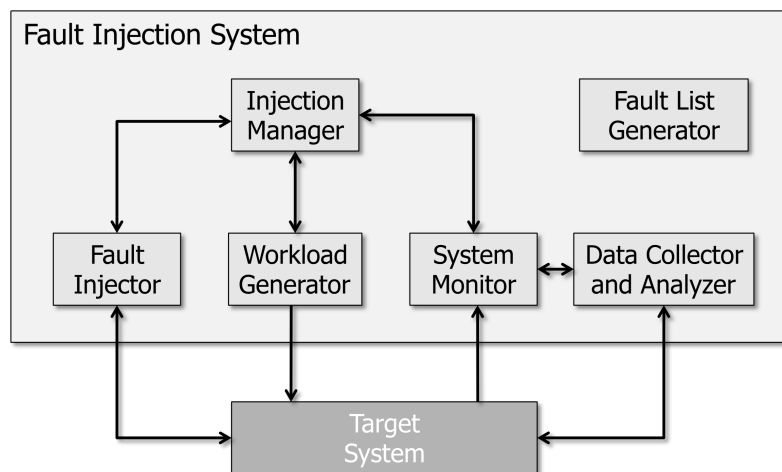 Fault Injection System
Injection
Manager
Fault List
Generator
Fault
Injector
Workload
Generator
System
Monitor
Data Collector
and Analyzer
Target
System